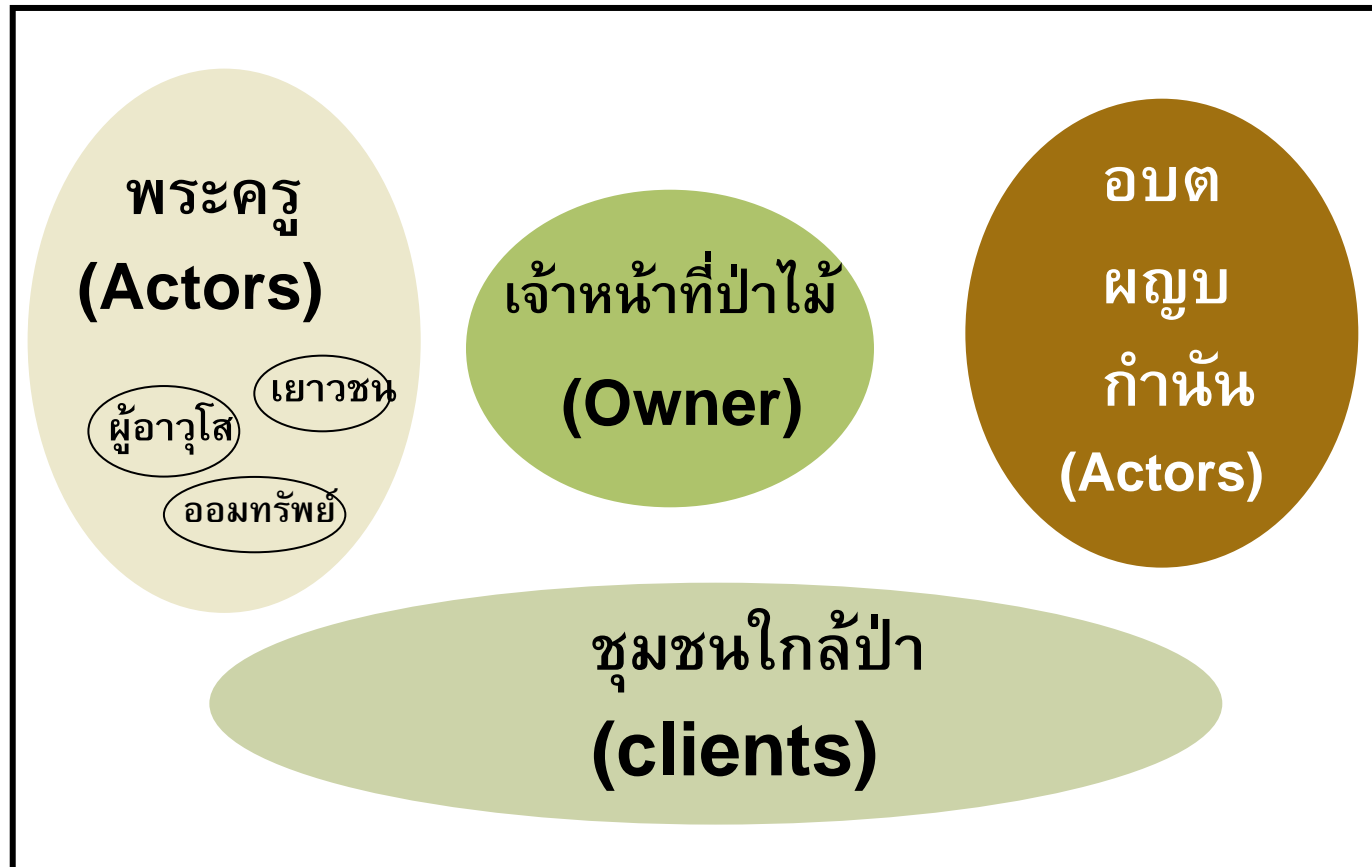 พระครู
(Actors)
เยาวชน
ผู้อาวุโส
ออมทรัพย์
เจ้าหน้าที่ป่าไม้
(Owner)
อบต
ผญบ
กำนัน
(Actors)
ชุมชนใกล้ป่า
(clients)